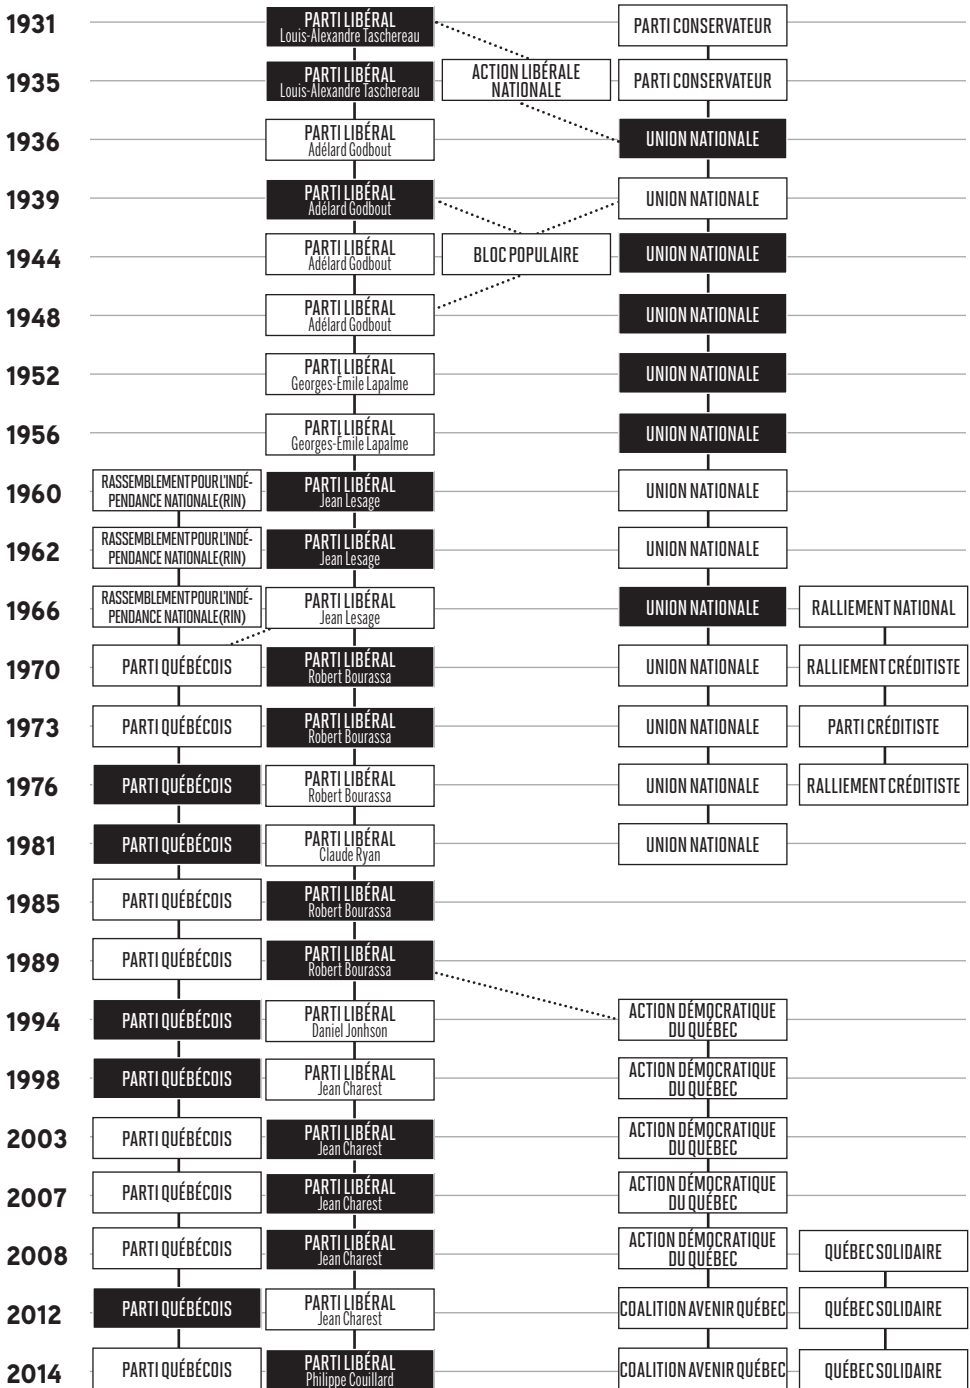 1931
PARTI LIBÉRAL
Louis-Alexandre Taschereau
PARTI CONSERVATEUR
1935
PARTI LIBÉRAL
Louis-Alexandre Taschereau
ACTION LIBÉRALE
NATIONALE
PARTI CONSERVATEUR
1936
PARTI LIBÉRAL
Adélard Godbout
UNION NATIONALE
1939
PARTI LIBÉRAL
Adélard Godbout
UNION NATIONALE
1944
PARTI LIBÉRAL
Adélard Godbout
BLOC POPULAIRE
UNION NATIONALE
1948
PARTI LIBÉRAL
Adélard Godbout
UNION NATIONALE
1952
PARTI LIBÉRAL
Georges-Émile Lapalme
UNION NATIONALE
1956
PARTI LIBÉRAL
Georges-Émile Lapalme
UNION NATIONALE
1960
RASSEMBLEMENT POUR L'INDÉ-
PENDANCE NATIONALE (RIN)
PARTI LIBÉRAL
Jean Lesage
UNION NATIONALE
1962
RASSEMBLEMENT POUR L'INDÉ-
PENDANCE NATIONALE (RIN)
PARTI LIBÉRAL
Jean Lesage
UNION NATIONALE
1966
RASSEMBLEMENT POUR L'INDÉ-
PENDANCE NATIONALE (RIN)
PARTI LIBÉRAL
Jean Lesage
UNION NATIONALE
RALLIEMENT NATIONAL
1970
PARTI QUÉBÉCOIS
PARTI LIBÉRAL
Robert Bourassa
UNION NATIONALE
RALLIEMENT CRÉDITISTE
1973
PARTI QUÉBÉCOIS
PARTI LIBÉRAL
Robert Bourassa
UNION NATIONALE
PARTI CRÉDITISTE
1976
PARTI QUÉBÉCOIS
PARTI LIBÉRAL
Robert Bourassa
UNION NATIONALE
RALLIEMENT CRÉDITISTE
1981
PARTI QUÉBÉCOIS
PARTI LIBÉRAL
Claude Ryan
UNION NATIONALE
1985
PARTI QUÉBÉCOIS
PARTI LIBÉRAL
Robert Bourassa
1989
PARTI QUÉBÉCOIS
PARTI LIBÉRAL
Robert Bourassa
1994
PARTI QUÉBÉCOIS
PARTI LIBÉRAL
Daniel Jonhson
ACTION DÉMOCRATIQUE
DU QUÉBEC
1998
PARTI QUÉBÉCOIS
PARTI LIBÉRAL
Jean Charest
ACTION DÉMOCRATIQUE
DU QUÉBEC
2003
PARTI QUÉBÉCOIS
PARTI LIBÉRAL
Jean Charest
ACTION DÉMOCRATIQUE
DU QUÉBEC
2007
PARTI QUÉBÉCOIS
PARTI LIBÉRAL
Jean Charest
ACTION DÉMOCRATIQUE
DU QUÉBEC
2008
PARTI QUÉBÉCOIS
PARTI LIBÉRAL
Jean Charest
ACTION DÉMOCRATIQUE
DU QUÉBEC
QUÉBEC SOLIDAIRE
2012
PARTI QUÉBÉCOIS
PARTI LIBÉRAL
Jean Charest
COALITION AVENIR QUÉBEC
QUÉBEC SOLIDAIRE
2014
PARTI QUÉBÉCOIS
PARTI LIBÉRAL
Philippe Couillard
COALITION AVENIR QUÉBEC
QUÉBEC SOLIDAIRE